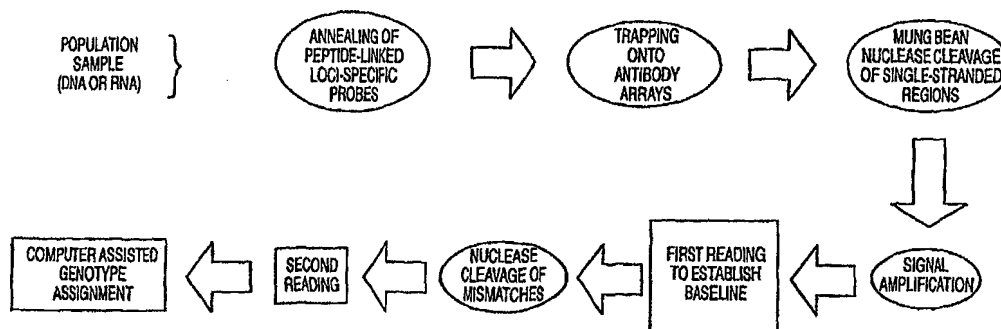 POPULATION
SAMPLE
(DNA OR RNA)
ANNEALING OF
PEPTIDE-LINKED
LOCI-SPECIFIC
PROBES
TRAPPING
ONTO
ANTIBODY
ARRAYS
MUNG BEAN
NUCLEASE CLEAVAGE
OF SINGLE-STRANDED
REGIONS
SIGNAL
AMPLIFICATION
FIRST READING
TO ESTABLISH
BASELINE
NUCLEASE
CLEAVAGE OF
MISMATCHES
SECOND
READING
COMPUTER ASSISTED
GENOTYPE
ASSIGNMENT